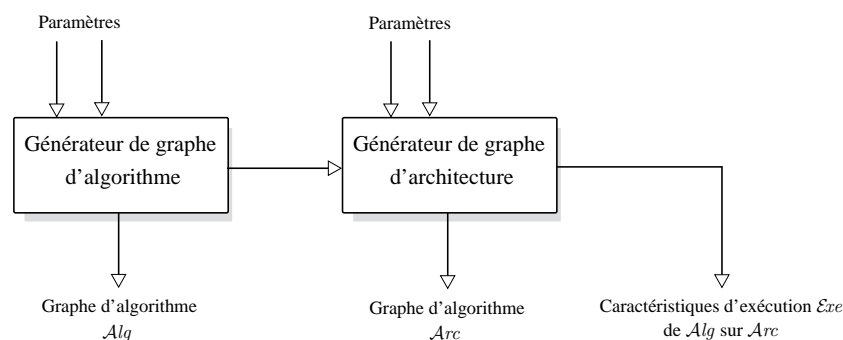 Paramètres
Paramètres
Générateur de graphe
d'algorithme
Générateur de graphe
d'architecture
Graphe d'algorithme
Alg
Graphe d'algorithme
Arc
Caractéristiques d'exécution Exe
de Alg sur Arc